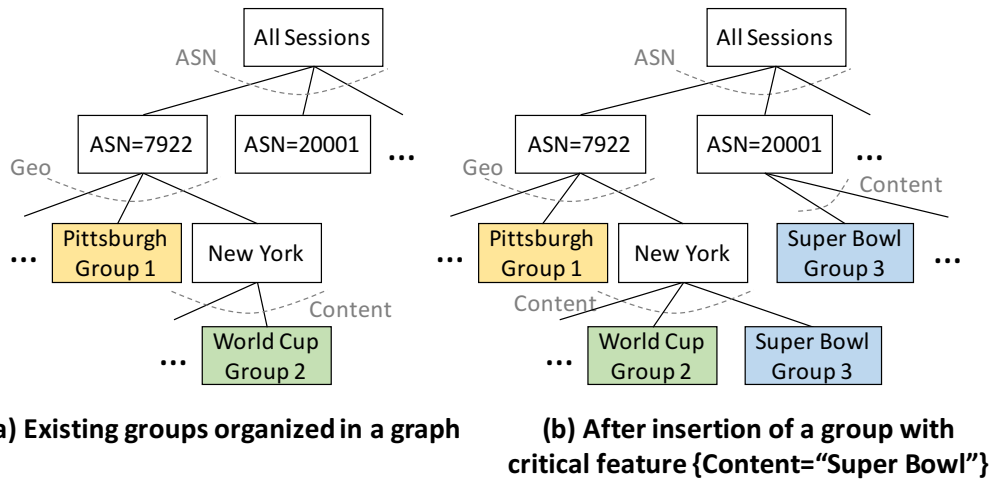 All Sessions
ASN
ASN=7922
ASN=20001
...
Geo
...
Pittsburgh
Group 1
New York
Content
...
World Cup
Group 2
a) Existing groups organized in a graph
All Sessions
ASN
ASN=7922
ASN=20001
...
Geo
Content
...
Pittsburgh
Group 1
New York
Super Bowl
Group 3
...
Content
...
World Cup
Group 2
Super Bowl
Group 3
(b) After insertion of a group with
critical feature {Content=“Super Bowl”}